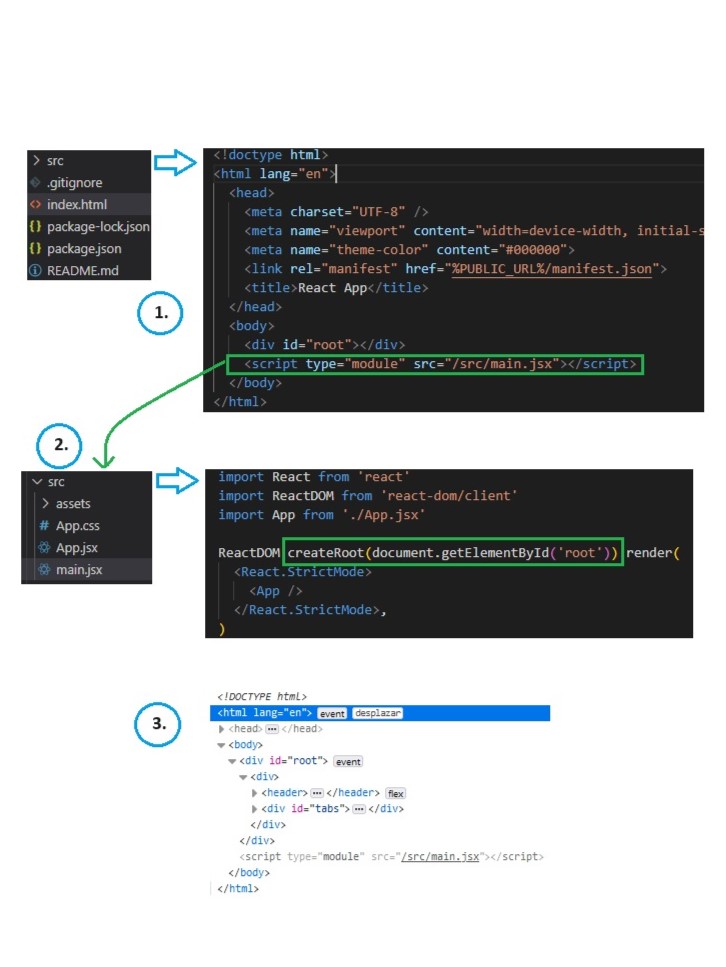 > src
.gitignore
<> index.html
{} package-lock.json
{} package.json
README.md
<!doctype html>
<html lang="en">
<head>
<meta charset="UTF-8" />
<meta name="viewport" content="width=device-width, initial-s
<meta name="theme-color" content="#000000">
<link rel="manifest" href="%PUBLIC_URL%/manifest.json">
<title>React App</title>
</head>
<body>
<div id="root"></div>
<script type="module" src="/src/main.jsx"></script>
</body>
</html>
1.
2.
src
> assets
# App.css
App.jsx
main.jsx
import React from 'react'
import ReactDOM from 'react-dom/client'
import App from './App.jsx'
ReactDOM createRoot(document.getElementById('root')) render(
<React.StrictMode>
<App />
</React.StrictMode>,
)
3.
<!DOCTYPE html>
<html lang="en"> event desplazar
<head> ... </head>
<body>
<div id="root"> event
<div>
<header> ... </header> flex
<div id="tabs"> ... </div>
</div>
</div>
<script type="module" src="/src/main.jsx"></script>
</body>
</html>